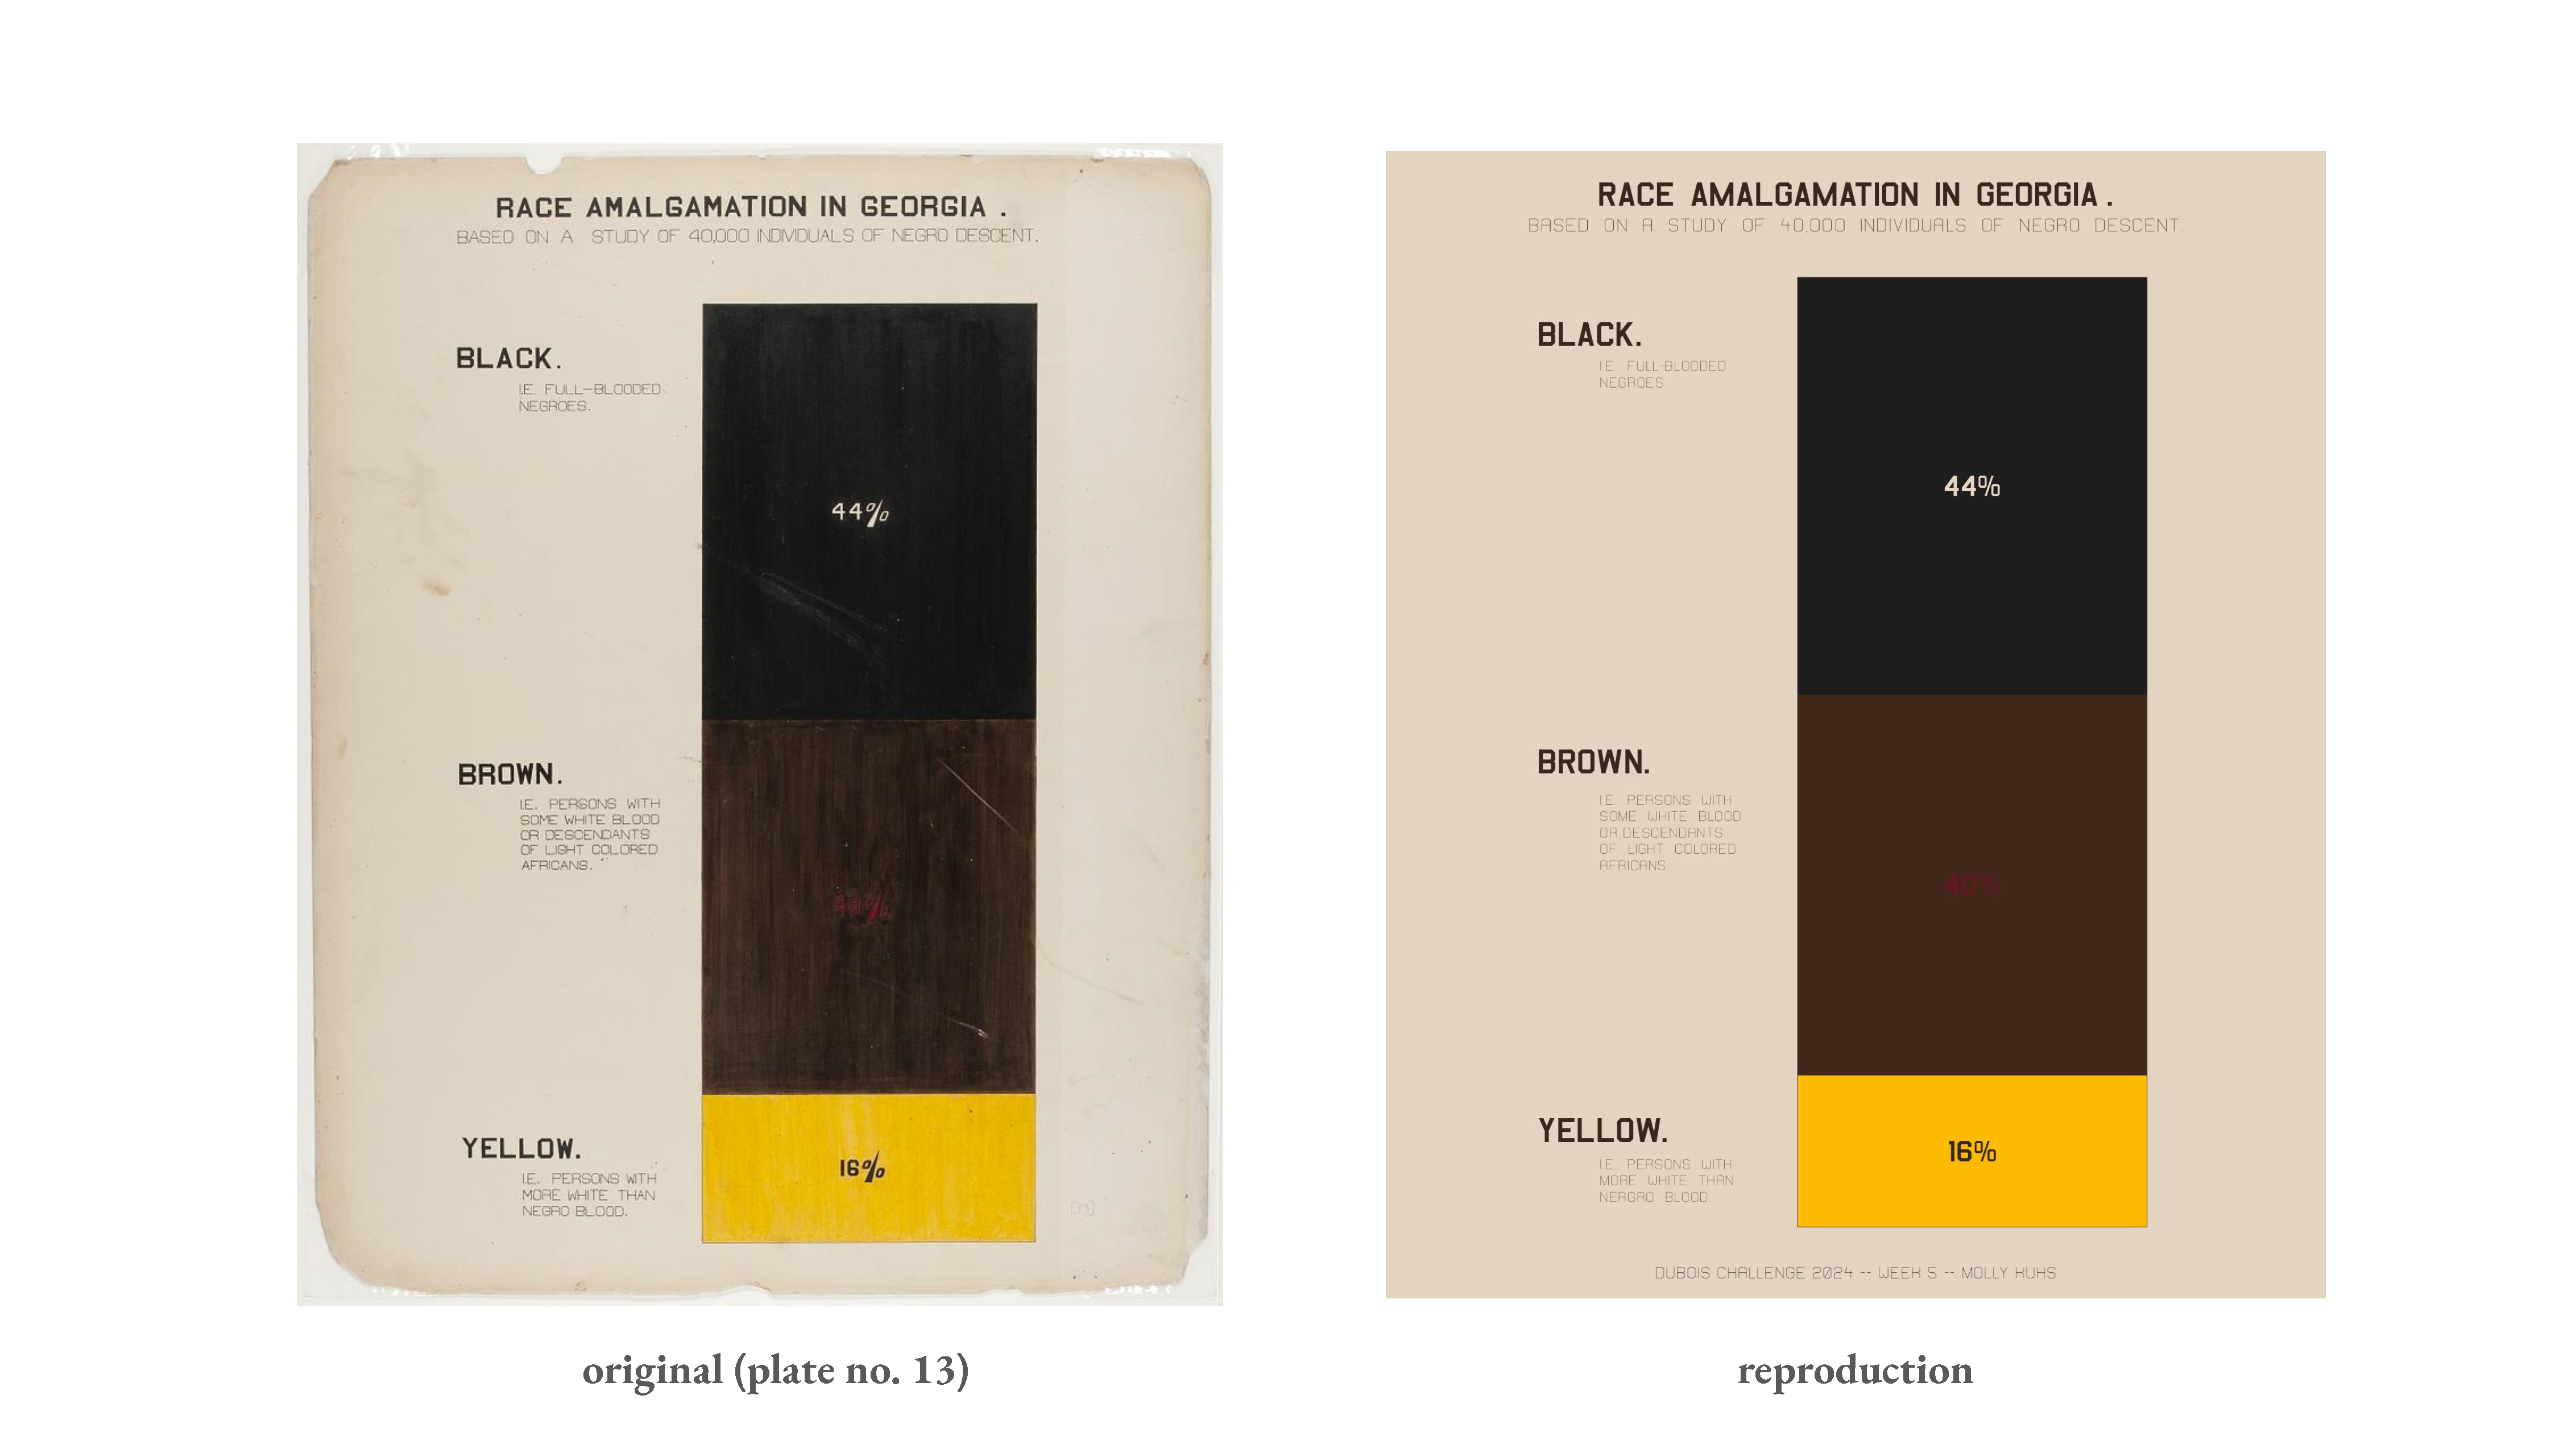 RACE AMALGAMATION IN GEORGIA .
BASED ON A STUDY OF 40,000 INDIVIDUALS OF NEGRO DESCENT.
BLACK.
I.E. FULL-BLOODED
NEGROES.
44%
BROWN.
I.E. PERSONS WITH
SOME WHITE BLOOD
OR DESCENDANTS
OF LIGHT COLORED
AFRICANS.
40%
YELLOW.
I.E. PERSONS WITH
MORE WHITE THAN
NEGRO BLOOD.
16%
[13]
original (plate no. 13)
RACE AMALGAMATION IN GEORGIA .
BASED ON A STUDY OF 40,000 INDIVIDUALS OF NEGRO DESCENT.
BLACK.
I.E. FULL-BLOODED
NEGROES.
44%
BROWN.
I.E. PERSONS WITH
SOME WHITE BLOOD
OR DESCENDANTS
OF LIGHT COLORED
AFRICANS.
40%
YELLOW.
I.E. PERSONS WITH
MORE WHITE THAN
NERGRO BLOOD.
16%
DUBOIS CHALLENGE 2024 -- WEEK 5 -- MOLLY KUHS
reproduction